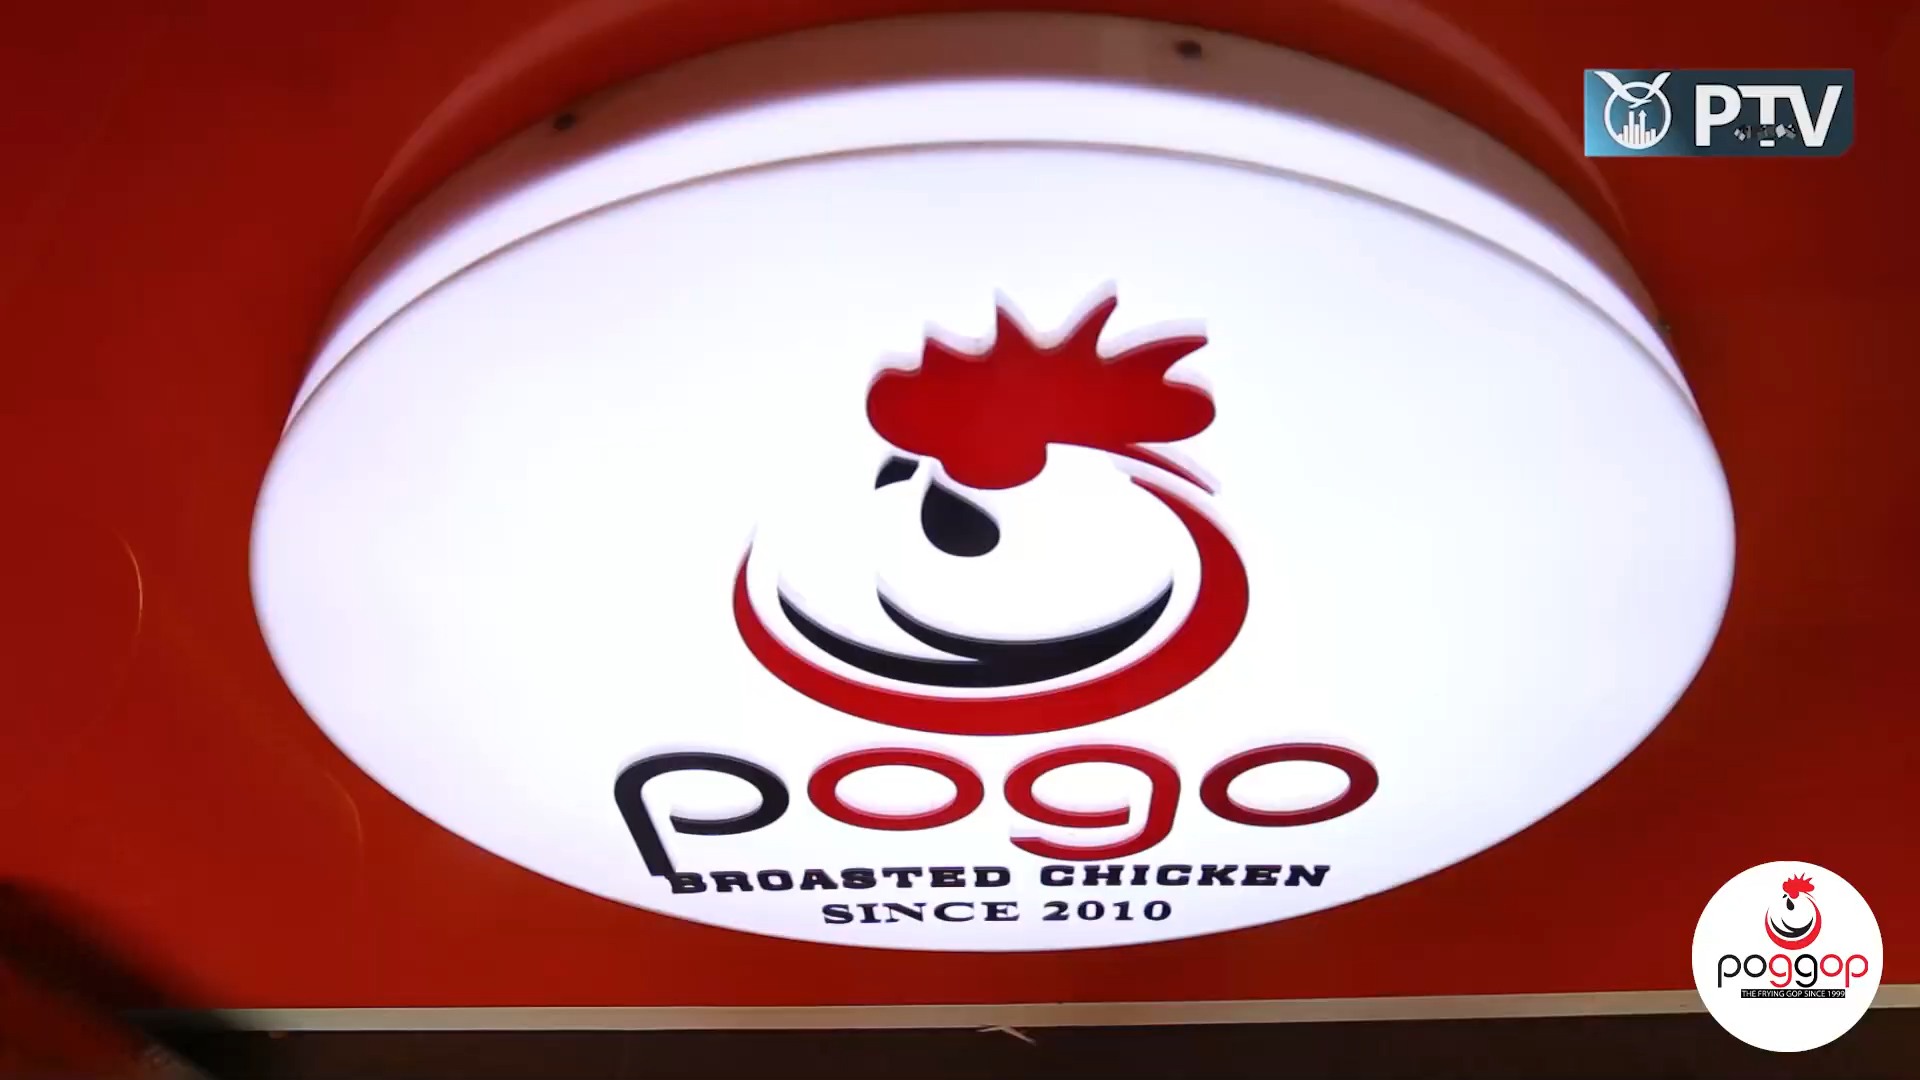 PTV
pogo
BROASTED CHICKEN
SINCE 2010
poggop
THE FRYING GOP SINCE 1999